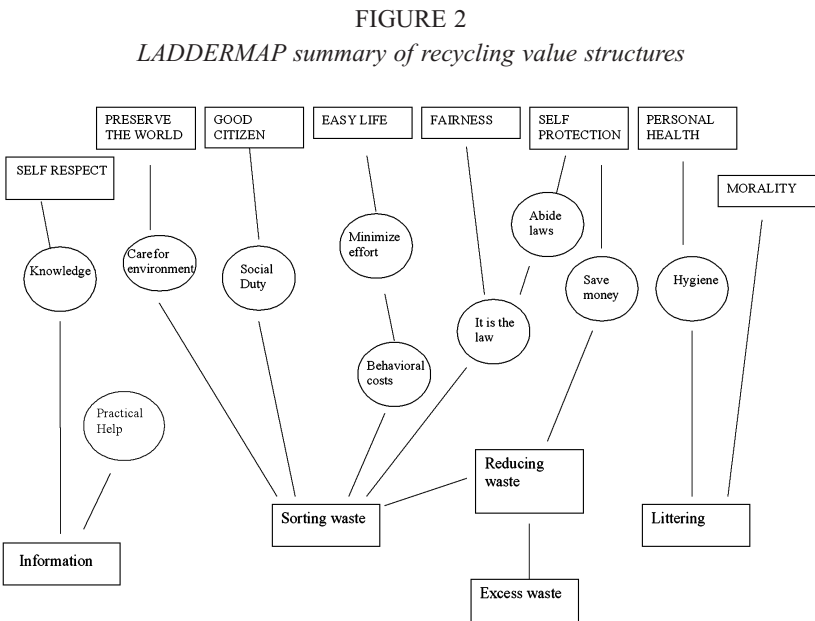 FIGURE 2
LADDERMAP summary of recycling value structures
PRESERVE
THE WORLD
GOOD
CITIZEN
EASY LIFE
FAIRNESS
SELF
PROTECTION
PERSONAL
HEALTH
SELF RESPECT
MORALITY
Knowledge
Care for
environment
Social
Duty
Minimize
effort
Abide
laws
Save
money
Hygiene
It is the
law
Behavioral
costs
Practical
Help
Reducing
waste
Sorting waste
Littering
Information
Excess waste